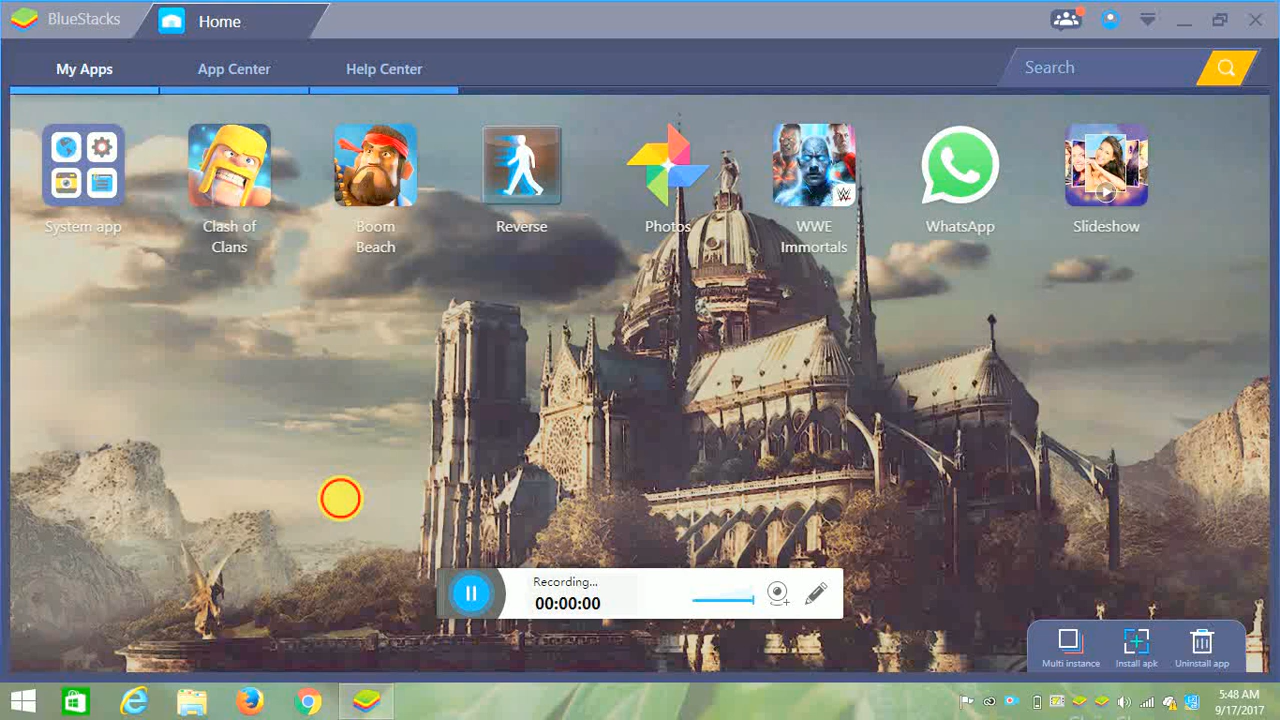 BlueStacks
Home
My Apps
App Center
Help Center
Search
System app
Clash of
Clans
Boom
Beach
Reverse
Photos
WWE
Immortals
WhatsApp
Slideshow
Recording...
00:00:00
Multi instance
Install apk
Uninstall app
5:48 AM
9/17/2017